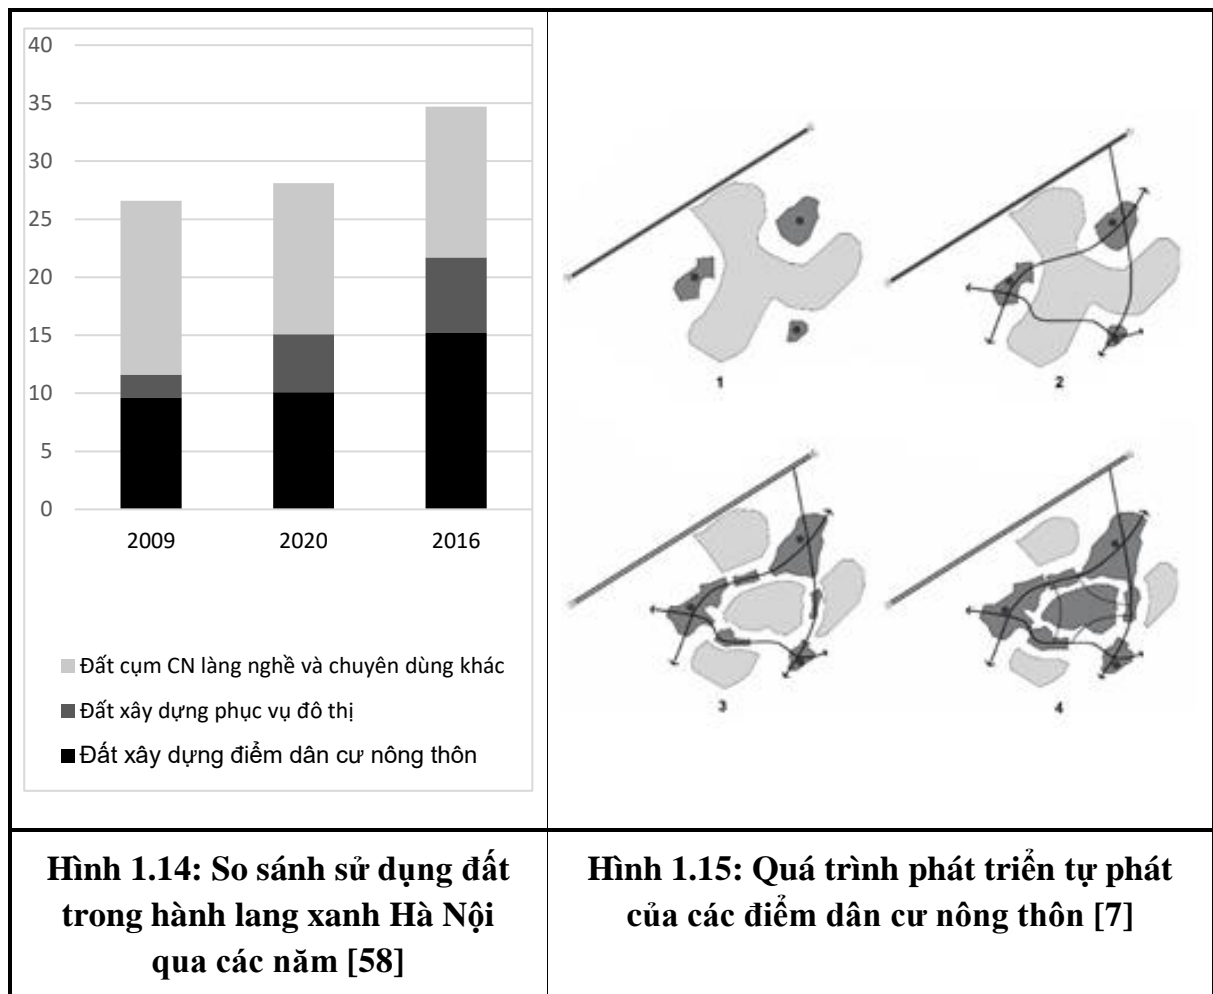 40
35
30
25
20
15
10
5
0
2009 2020 2016
Đất cụm CN làng nghề và chuyên dùng khác
Đất xây dựng phục vụ đô thị
Đất xây dựng điểm dân cư nông thôn
1
2
3
4
Hình 1.14: So sánh sử dụng đất
trong hành lang xanh Hà Nội
qua các năm [58]
Hình 1.15: Quá trình phát triển tự phát
của các điểm dân cư nông thôn [7]